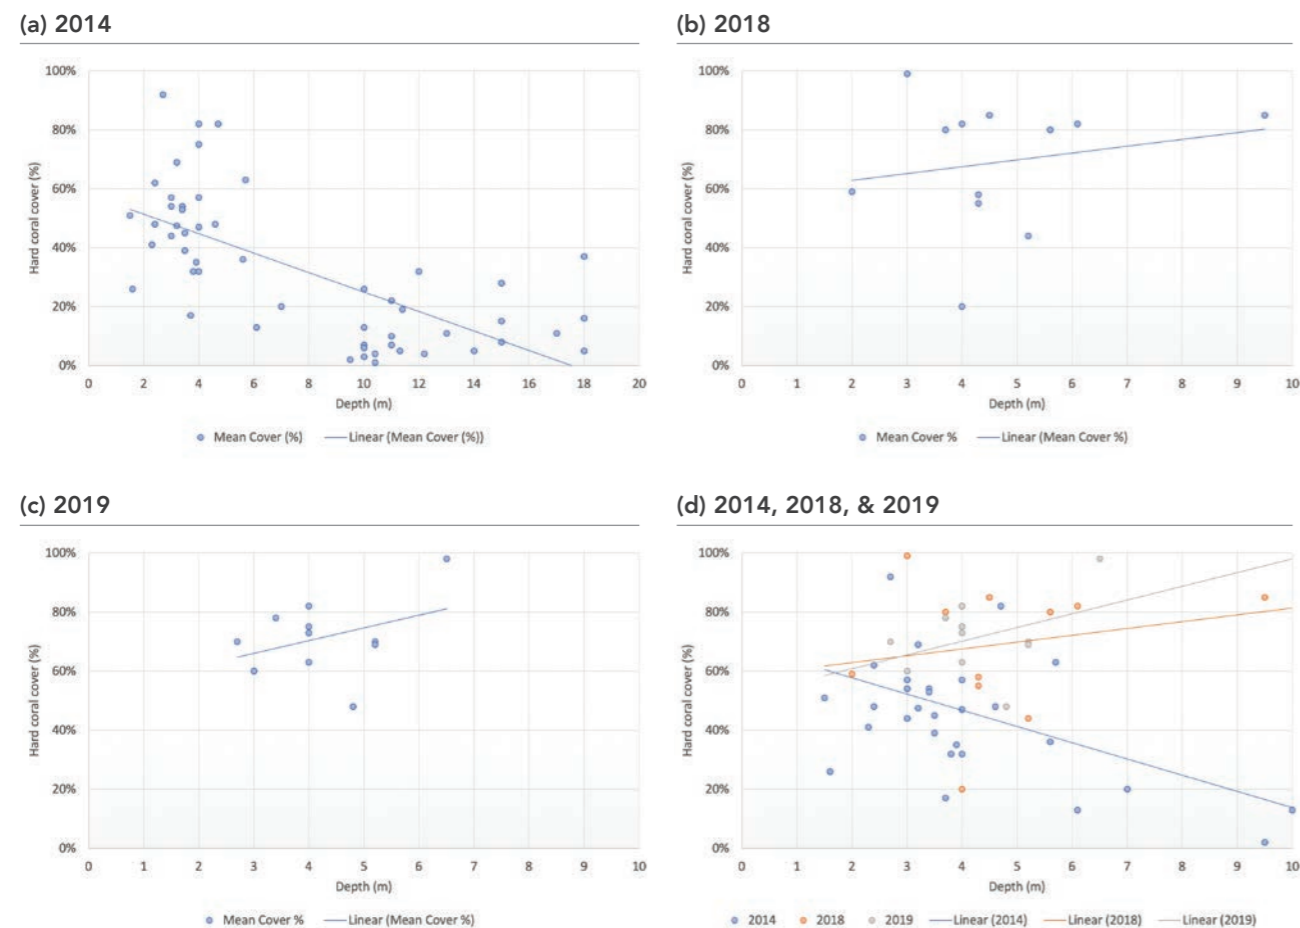 (a) 2014
100%
80%
60%
40%
20%
0%
Hard coral cover (%)
0 2 4 6 8 10 12 14 16 18 20
Depth (m)
Mean Cover (%) Linear (Mean Cover (%))
(b) 2018
100%
80%
60%
40%
20%
0%
Hard coral cover (%)
0 1 2 3 4 5 6 7 8 9 10
Depth (m)
Mean Cover % Linear (Mean Cover %)
(c) 2019
100%
80%
60%
40%
20%
0%
Hard coral cover (%)
0 1 2 3 4 5 6 7 8 9 10
Depth (m)
Mean Cover % Linear (Mean Cover %)
(d) 2014, 2018, & 2019
100%
80%
60%
40%
20%
0%
Hard coral cover (%)
0 1 2 3 4 5 6 7 8 9 10
Depth (m)
2014 2018 2019 Linear (2014) Linear (2018) Linear (2019)